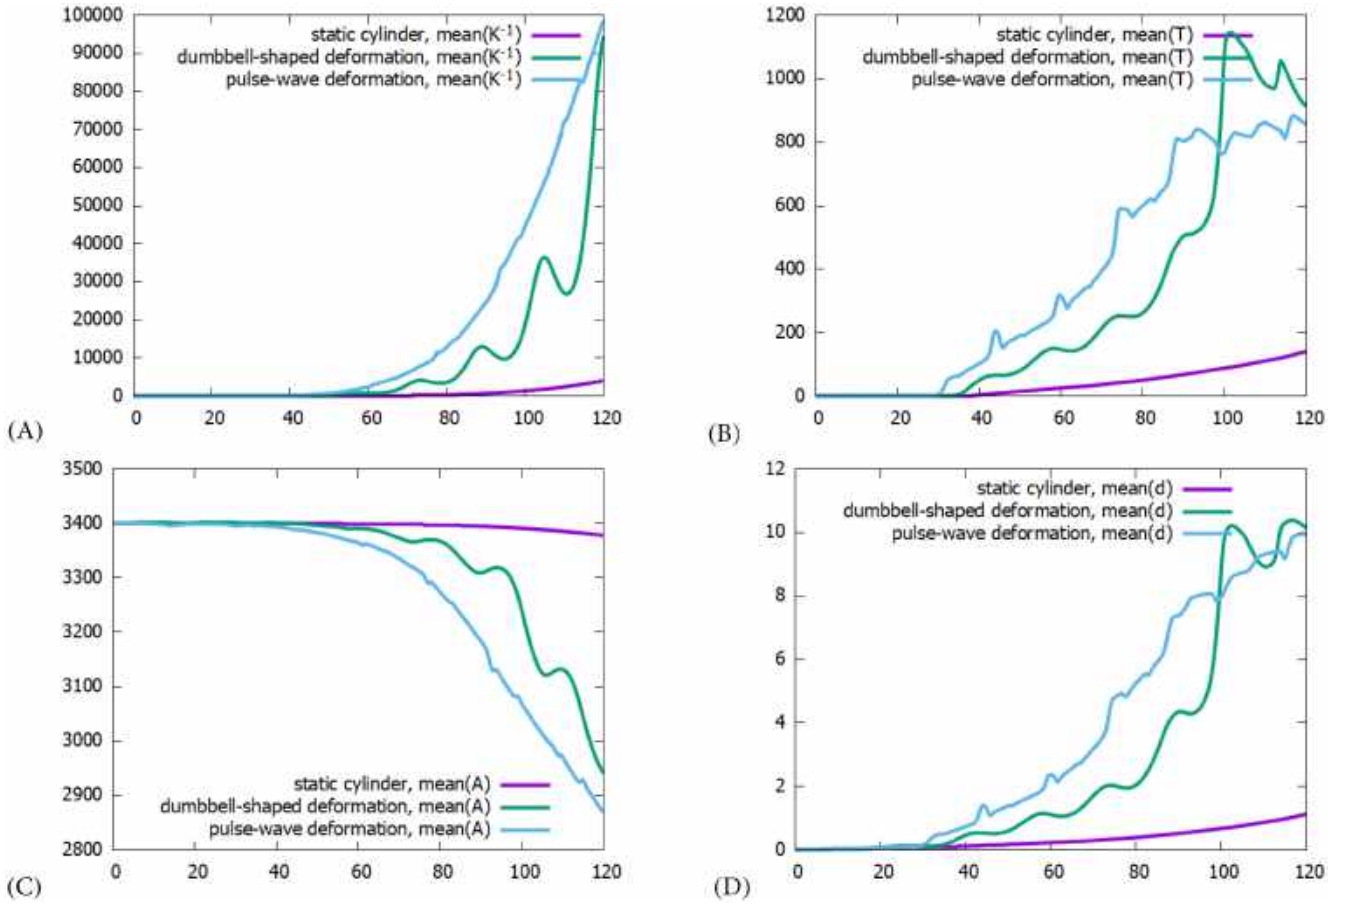 100000
90000
80000
70000
60000
50000
40000
30000
20000
10000
0
static cylinder, mean(K⁻¹)
dumbbell-shaped deformation, mean(K⁻¹)
pulse-wave deformation, mean(K⁻¹)
0 20 40 60 80 100 120
(A)
1200
1000
800
600
400
200
0
static cylinder, mean(T)
dumbbell-shaped deformation, mean(T)
pulse-wave deformation, mean(T)
0 20 40 60 80 100 120
(B)
3500
3400
3300
3200
3100
3000
2900
2800
static cylinder, mean(A)
dumbbell-shaped deformation, mean(A)
pulse-wave deformation, mean(A)
0 20 40 60 80 100 120
(C)
12
10
8
6
4
2
0
static cylinder, mean(d)
dumbbell-shaped deformation, mean(d)
pulse-wave deformation, mean(d)
0 20 40 60 80 100 120
(D)